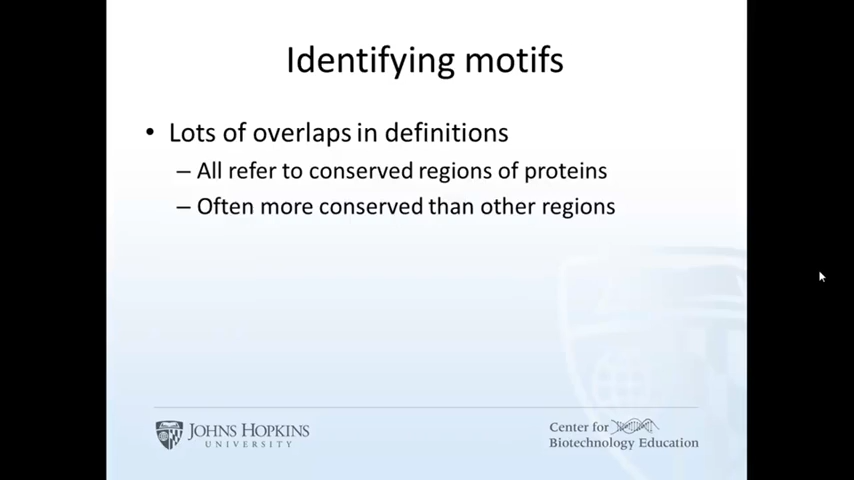 Identifying motifs
• Lots of overlaps in definitions
– All refer to conserved regions of proteins
– Often more conserved than other regions
JOHNS HOPKINS
UNIVERSITY
Center for
Biotechnology Education